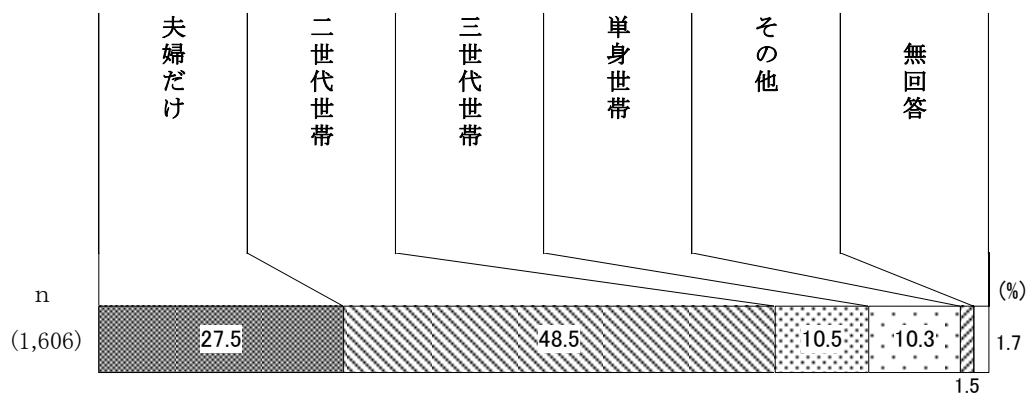 夫婦だけ
二世代世帯
三世代世帯
単身世帯
その他
無回答
n
(%)
(1,606)
27.5
48.5
10.5
10.3
1.7
1.5